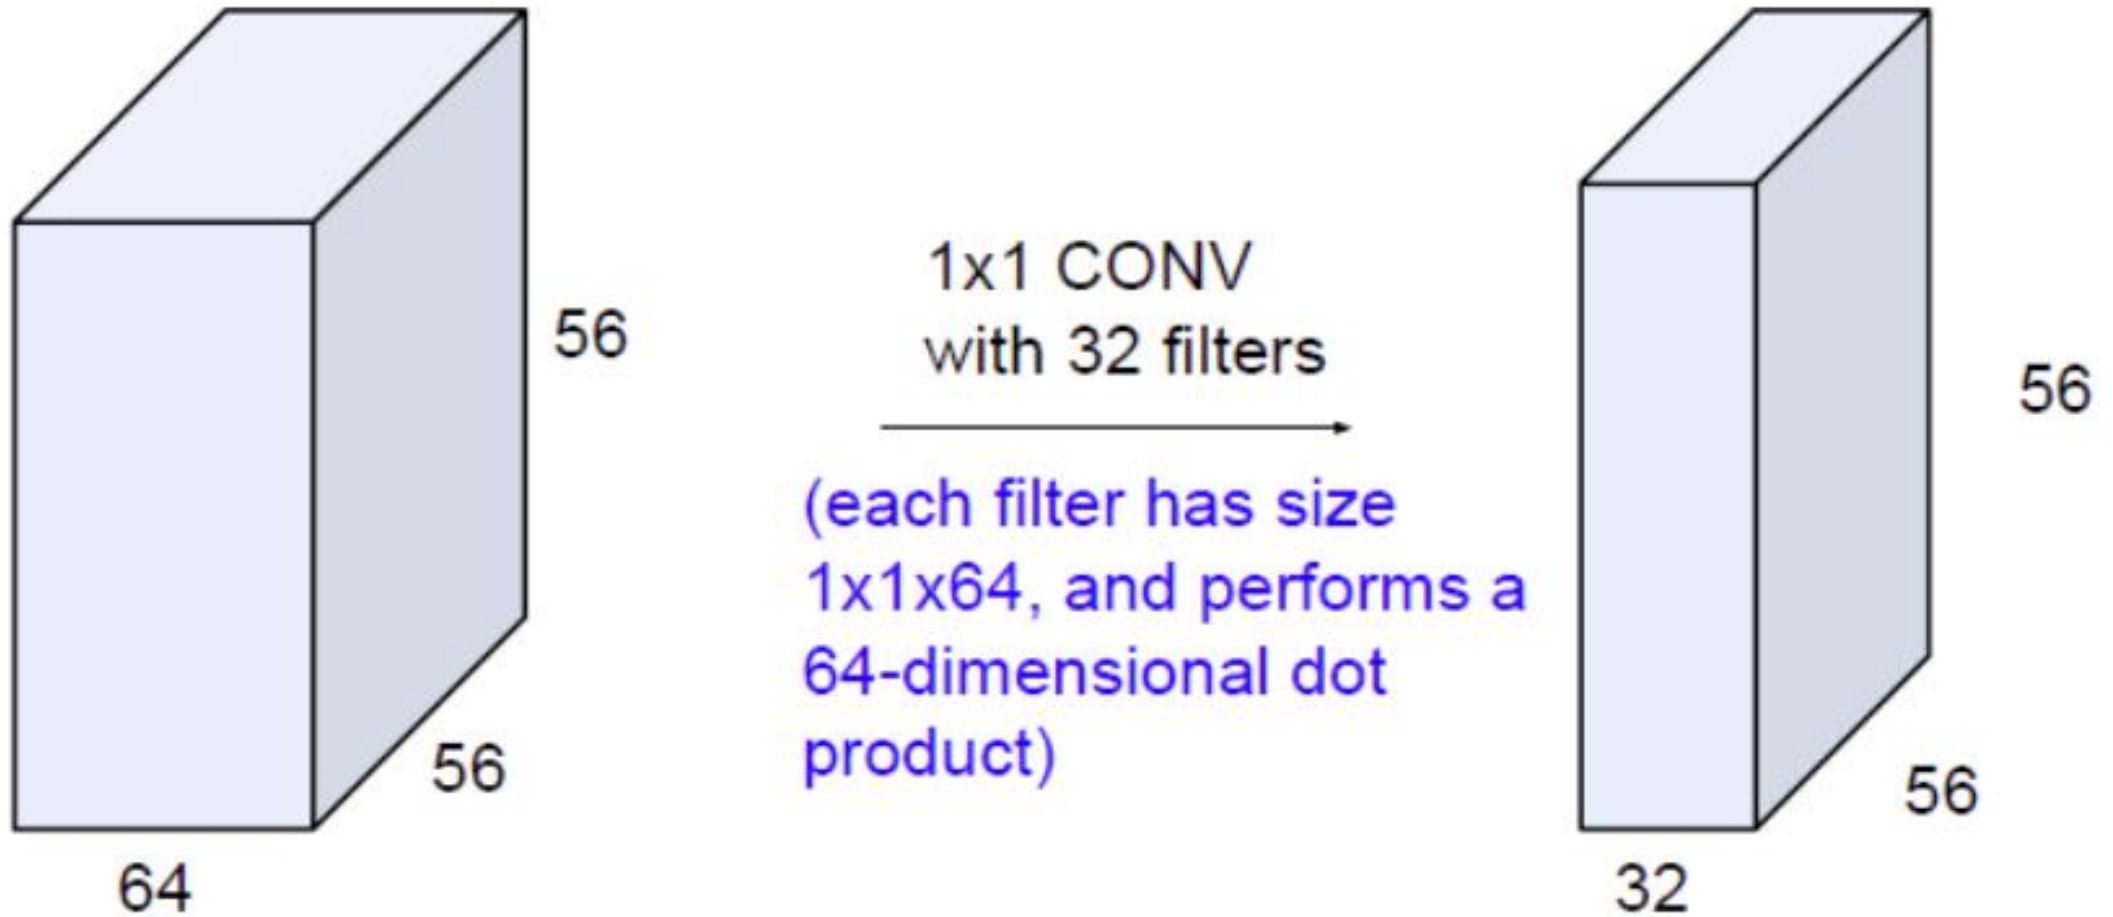 56
56
64
1x1 CONV
with 32 filters
(each filter has size
1x1x64, and performs a
64-dimensional dot
product)
56
56
32